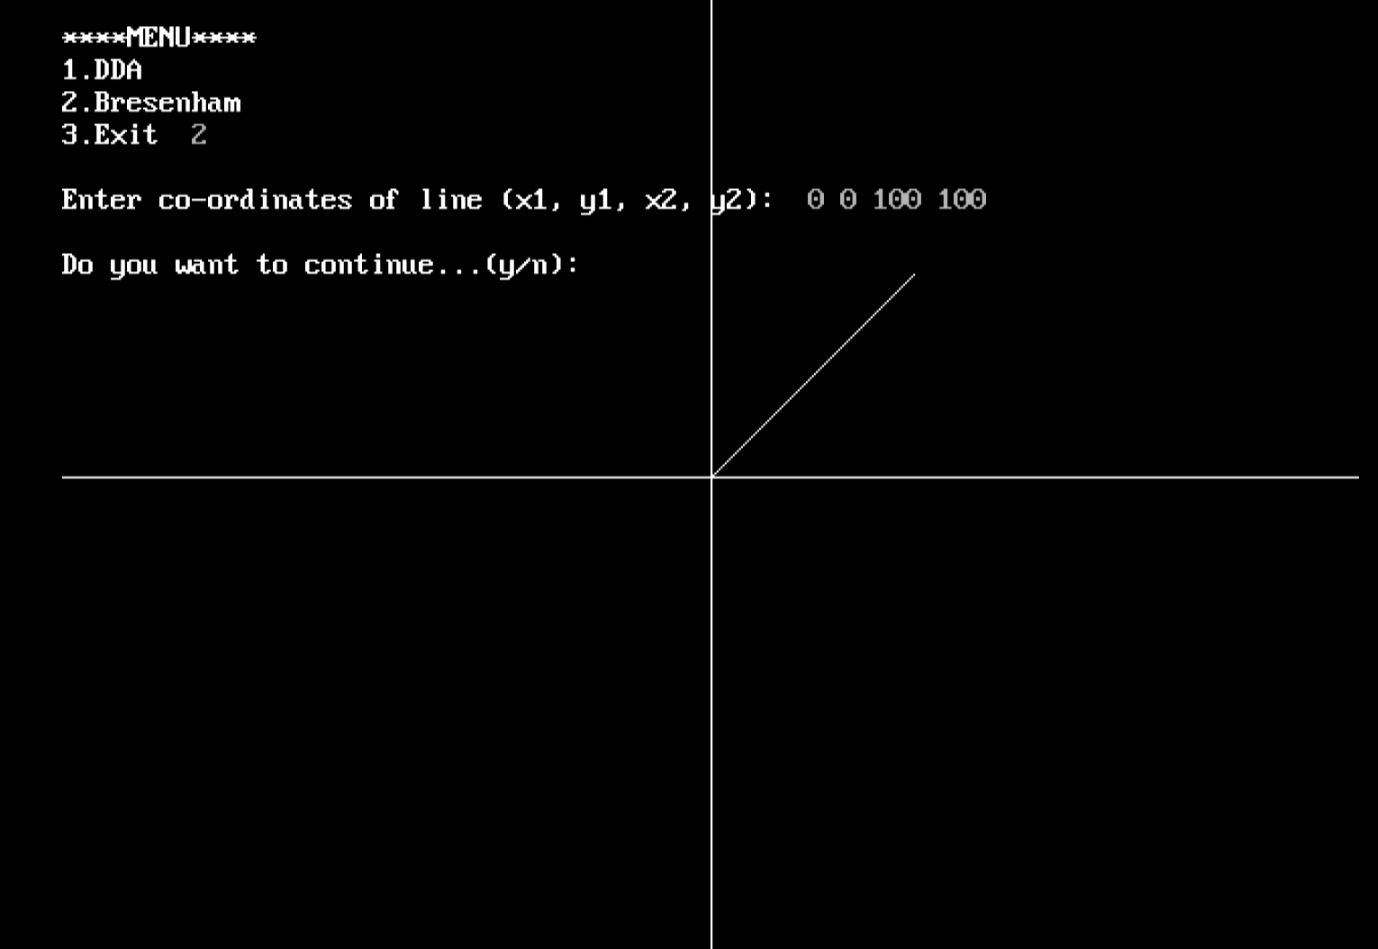 ****MENU****
1.DDA
2.Bresenham
3.Exit  2
Enter co-ordinates of line (x1, y1, x2, y2):  0 0 100 100
Do you want to continue...(y/n):